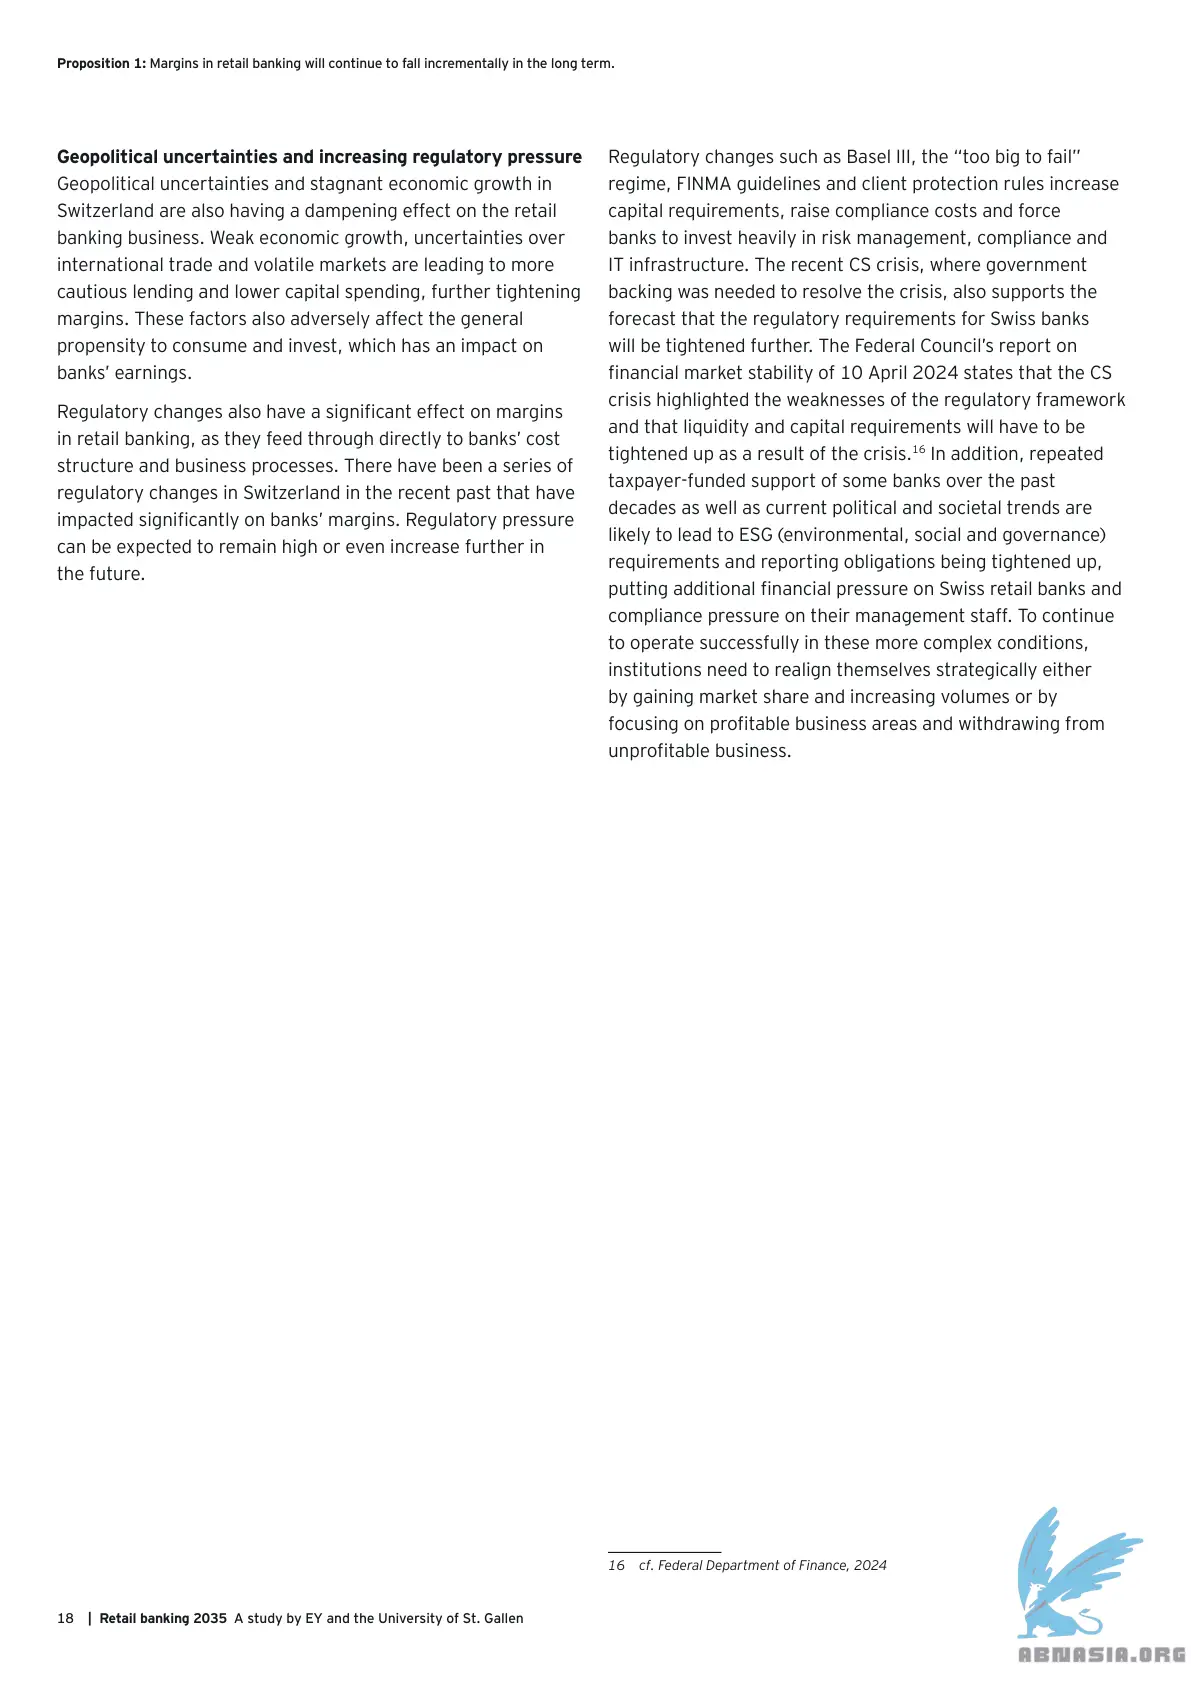 Proposition 1: Margins in retail banking will continue to fall incrementally in the long term.
Geopolitical uncertainties and increasing regulatory pressure
Geopolitical uncertainties and stagnant economic growth in
Switzerland are also having a dampening effect on the retail
banking business. Weak economic growth, uncertainties over
international trade and volatile markets are leading to more
cautious lending and lower capital spending, further tightening
margins. These factors also adversely affect the general
propensity to consume and invest, which has an impact on
banks’ earnings.
Regulatory changes also have a significant effect on margins
in retail banking, as they feed through directly to banks’ cost
structure and business processes. There have been a series of
regulatory changes in Switzerland in the recent past that have
impacted significantly on banks’ margins. Regulatory pressure
can be expected to remain high or even increase further in
the future.
Regulatory changes such as Basel III, the “too big to fail”
regime, FINMA guidelines and client protection rules increase
capital requirements, raise compliance costs and force
banks to invest heavily in risk management, compliance and
IT infrastructure. The recent CS crisis, where government
backing was needed to resolve the crisis, also supports the
forecast that the regulatory requirements for Swiss banks
will be tightened further. The Federal Council’s report on
financial market stability of 10 April 2024 states that the CS
crisis highlighted the weaknesses of the regulatory framework
and that liquidity and capital requirements will have to be
tightened up as a result of the crisis.16 In addition, repeated
taxpayer-funded support of some banks over the past
decades as well as current political and societal trends are
likely to lead to ESG (environmental, social and governance)
requirements and reporting obligations being tightened up,
putting additional financial pressure on Swiss retail banks and
compliance pressure on their management staff. To continue
to operate successfully in these more complex conditions,
institutions need to realign themselves strategically either
by gaining market share and increasing volumes or by
focusing on profitable business areas and withdrawing from
unprofitable business.
16 cf. Federal Department of Finance, 2024
18 | Retail banking 2035 A study by EY and the University of St. Gallen
ABNASIA.ORG